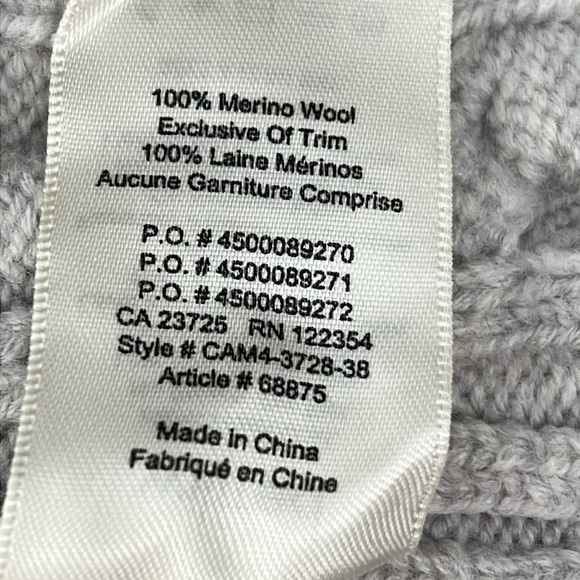 100% Merino Wool
Exclusive Of Trim
100% Laine Mérinos
Aucune Garniture Comprise
P.O. # 4500089270
P.O. # 4500089271
P.O. # 4500089272
CA 23725 RN 122354
Style # CAM4-3728-38
Article # 68875
Made in China
Fabriqué en Chine